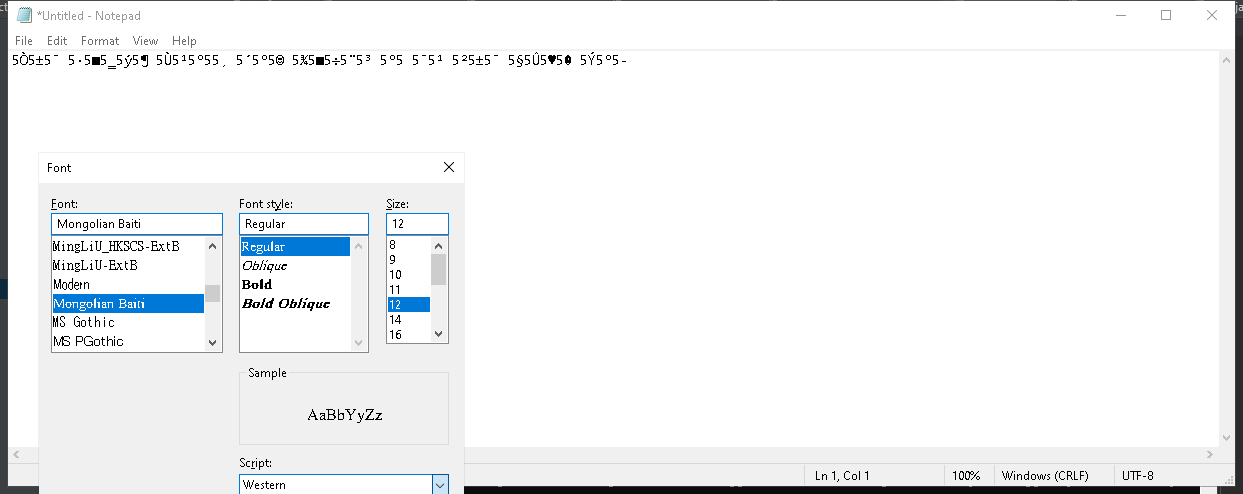 *Untitled - Notepad
File Edit Format View Help
5Ò5±5¯ 5·5■5‗5ý5¶ 5Ù5¹5º55¸ 5´5º5© 5¾5■5÷5¨5³ 5º5 5¯5¹ 5²5±5¯ 5§5Û5♥5 5Ý5º5-
Font
Font:
Font style:
Size:
Mongolian Baiti
Regular
12
MingLiU_HKSCS-ExtB
MingLiU-ExtB
Modern
Mongolian Baiti
MS Gothic
MS PGothic
Regular
Oblique
Bold
Bold Oblique
8
9
10
11
12
14
16
Sample
AaBbYyZz
Script:
Western
Ln 1, Col 1
100%
Windows (CRLF)
UTF-8